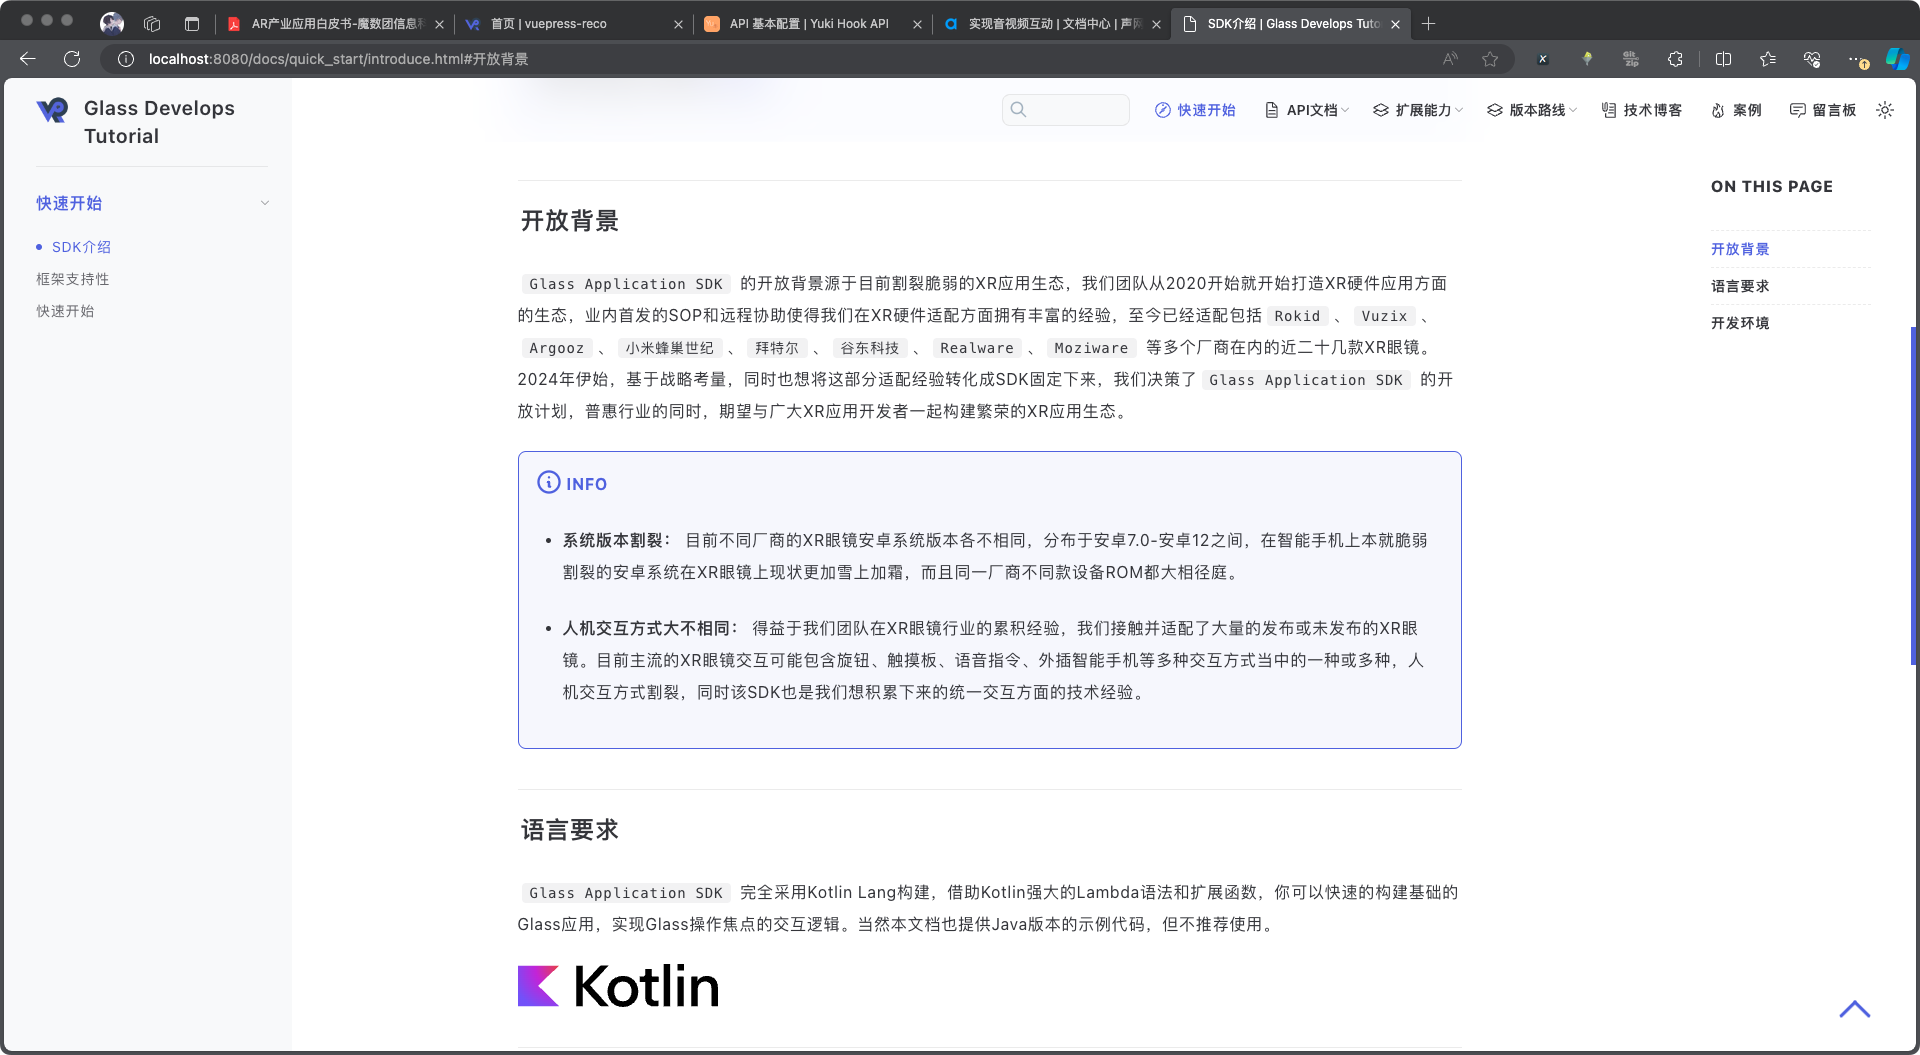 AR产业应用白皮书-魔数团信息科
首页 | vuepress-reco
API 基本配置 | Yuki Hook API
实现音视频互动 | 文档中心 | 声网
SDK介绍 | Glass Develops Tuto
localhost:8080/docs/quick_start/introduce.html#开放背景
Glass Develops
Tutorial
快速开始
API文档
扩展能力
版本路线
技术博客
案例
留言板
快速开始
SDK介绍
框架支持性
快速开始
开放背景
Glass Application SDK 的开放背景源于目前割裂脆弱的XR应用生态，我们团队从2020开始就开始打造XR硬件应用方面
的生态，业内首发的SOP和远程协助使得我们在XR硬件适配方面拥有丰富的经验，至今已经适配包括 Rokid 、 Vuzix 、
Argooz 、 小米蜂巢世纪 、 拜特尔 、 谷东科技 、 Realware 、 Moziware 等多个厂商在内的近二十几款XR眼镜。
2024年伊始，基于战略考量，同时也想将这部分适配经验转化成SDK固定下来，我们决策了 Glass Application SDK 的开
放计划，普惠行业的同时，期望与广大XR应用开发者一起构建繁荣的XR应用生态。
INFO
• 系统版本割裂： 目前不同厂商的XR眼镜安卓系统版本各不相同，分布于安卓7.0-安卓12之间，在智能手机上本就脆弱
割裂的安卓系统在XR眼镜上现状更加雪上加霜，而且同一厂商不同款设备ROM都大相径庭。
• 人机交互方式大不相同： 得益于我们团队在XR眼镜行业的累积经验，我们接触并适配了大量的发布或未发布的XR眼
镜。目前主流的XR眼镜交互可能包含旋钮、触摸板、语音指令、外插智能手机等多种交互方式当中的一种或多种，人
机交互方式割裂，同时该SDK也是我们想积累下来的统一交互方面的技术经验。
语言要求
Glass Application SDK 完全采用Kotlin Lang构建，借助Kotlin强大的Lambda语法和扩展函数，你可以快速的构建基础的
Glass应用，实现Glass操作焦点的交互逻辑。当然本文档也提供Java版本的示例代码，但不推荐使用。
Kotlin
ON THIS PAGE
开放背景
语言要求
开发环境